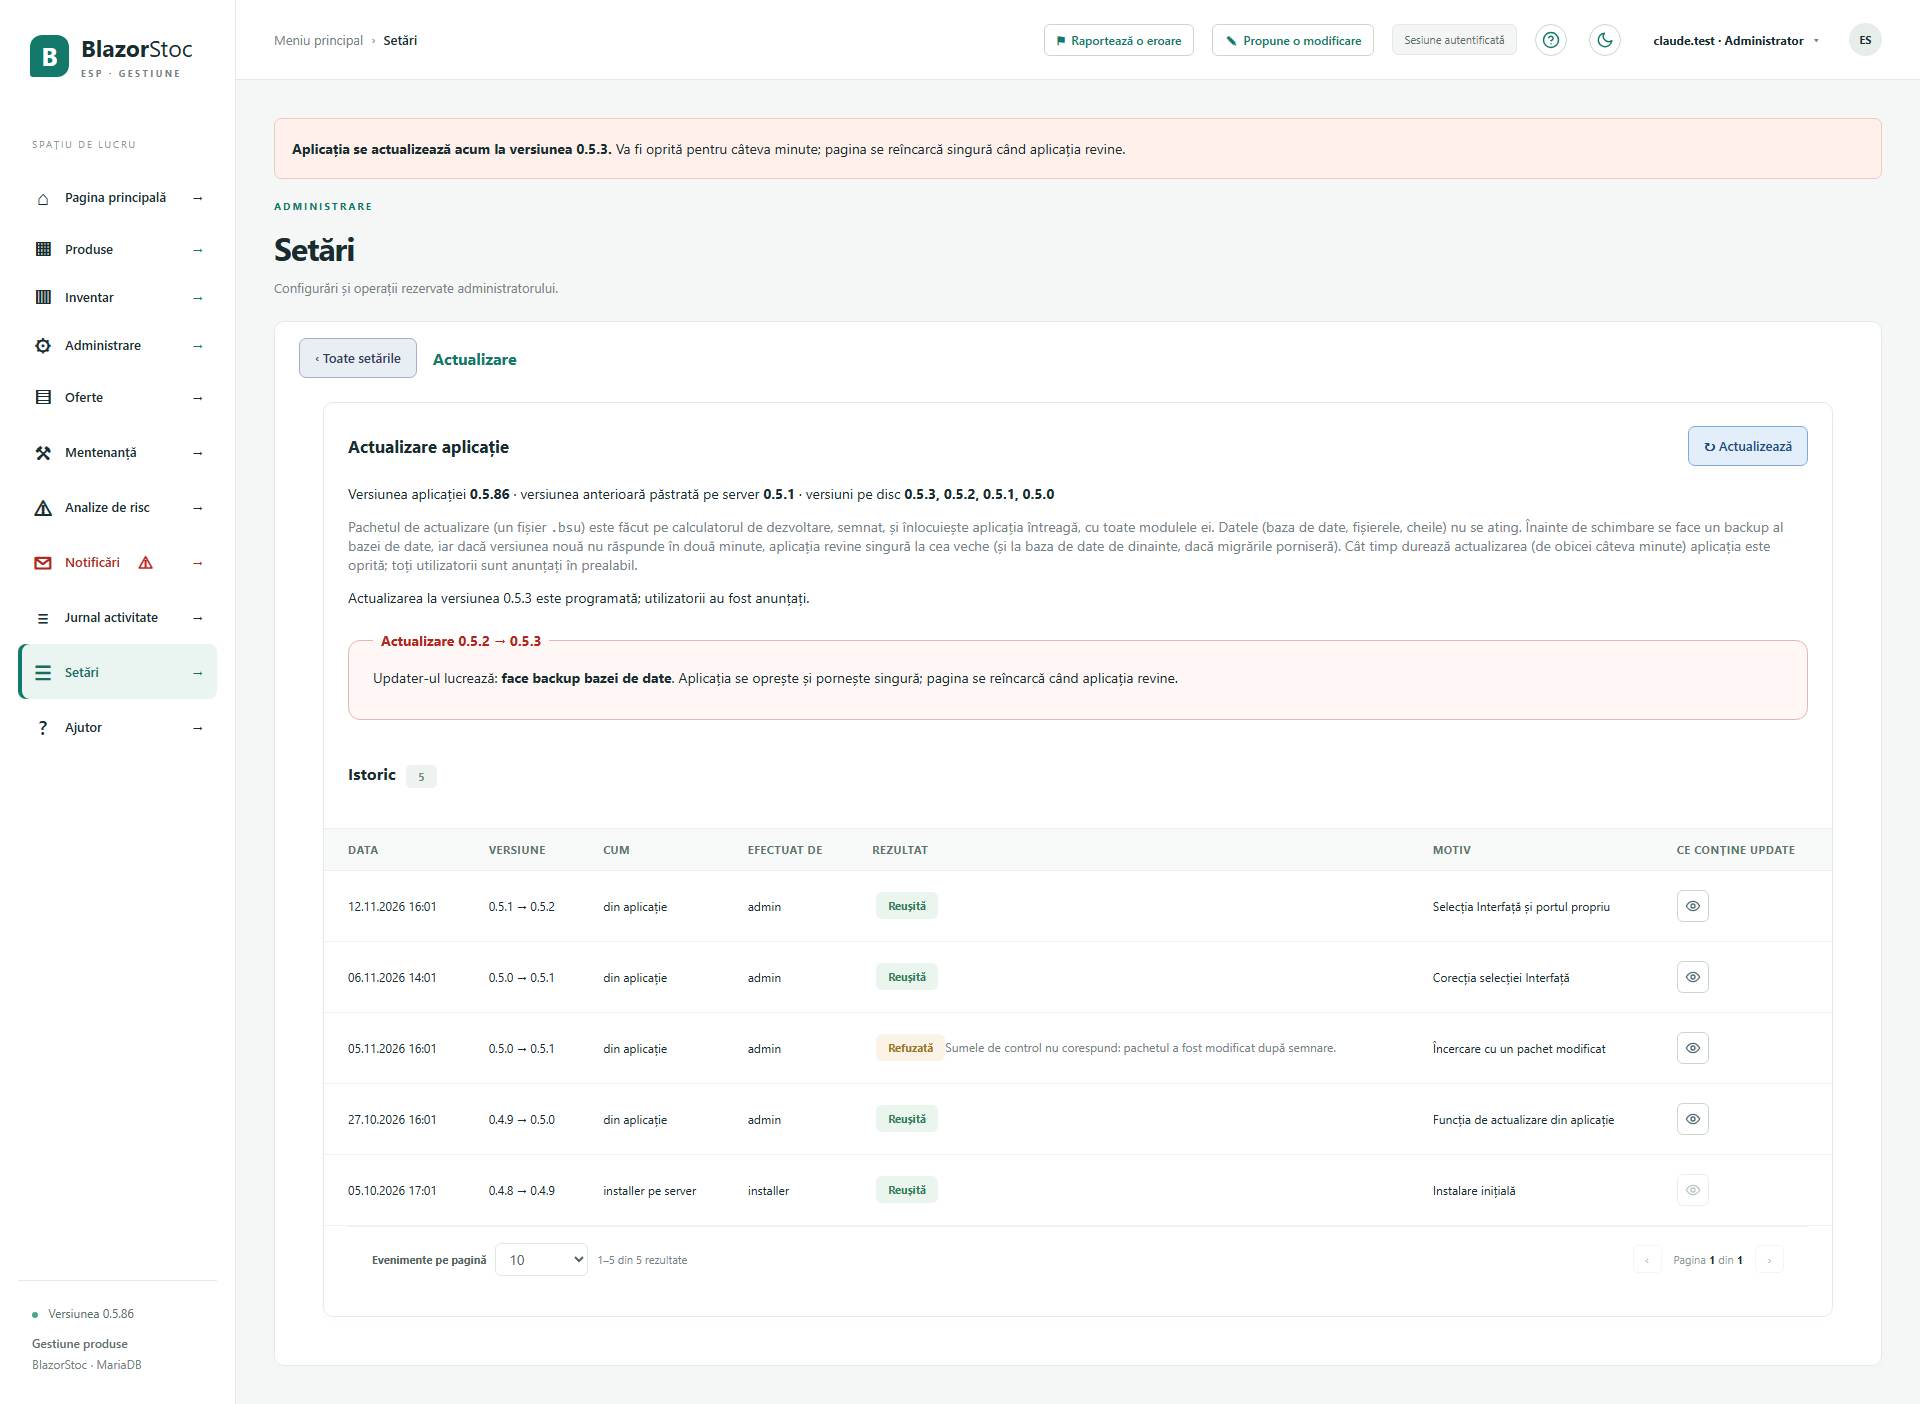 B BlazorStoc
ESP · GESTIUNE
Meniu principal › Setări
Raportează o eroare
Propune o modificare
Sesiune autentificată
claude.test · Administrator
ES
SPAȚIU DE LUCRU
Pagina principală →
Produse →
Inventar →
Administrare →
Oferte →
Mentenanță →
Analize de risc →
Notificări →
Jurnal activitate →
Setări →
? Ajutor →
Versiunea 0.5.86
Gestiune produse
BlazorStoc · MariaDB
Aplicația se actualizează acum la versiunea 0.5.3. Va fi oprită pentru câteva minute; pagina se reîncarcă singură când aplicația revine.
ADMINISTRARE
Setări
Configurări și operații rezervate administratorului.
‹ Toate setările
Actualizare
Actualizare aplicație
↻ Actualizează
Versiunea aplicației 0.5.86 · versiunea anterioară păstrată pe server 0.5.1 · versiuni pe disc 0.5.3, 0.5.2, 0.5.1, 0.5.0
Pachetul de actualizare (un fișier .bsu) este făcut pe calculatorul de dezvoltare, semnat, și înlocuiește aplicația întreagă, cu toate modulele ei. Datele (baza de date, fișierele, cheile) nu se ating. Înainte de schimbare se face un backup al
bazei de date, iar dacă versiunea nouă nu răspunde în două minute, aplicația revine singură la cea veche (și la baza de date de dinainte, dacă migrările porniseră). Cât timp durează actualizarea (de obicei câteva minute) aplicația este
oprită; toți utilizatorii sunt anunțați în prealabil.
Actualizarea la versiunea 0.5.3 este programată; utilizatorii au fost anunțați.
Actualizare 0.5.2 → 0.5.3
Updater-ul lucrează: face backup bazei de date. Aplicația se oprește și pornește singură; pagina se reîncarcă când aplicația revine.
Istoric 5
DATA VERSIUNE CUM EFECTUAT DE REZULTAT MOTIV CE CONȚINE UPDATE
12.11.2026 16:01 0.5.1 → 0.5.2 din aplicație admin Reușită Selecția Interfață și portul propriu
06.11.2026 14:01 0.5.0 → 0.5.1 din aplicație admin Reușită Corecția selecției Interfață
05.11.2026 16:01 0.5.0 → 0.5.1 din aplicație admin Refuzată Sumele de control nu corespund: pachetul a fost modificat după semnare. Încercare cu un pachet modificat
27.10.2026 16:01 0.4.9 → 0.5.0 din aplicație admin Reușită Funcția de actualizare din aplicație
05.10.2026 17:01 0.4.8 → 0.4.9 installer pe server installer Reușită Instalare inițială
Evenimente pe pagină 10 1–5 din 5 rezultate
‹ Pagina 1 din 1 ›